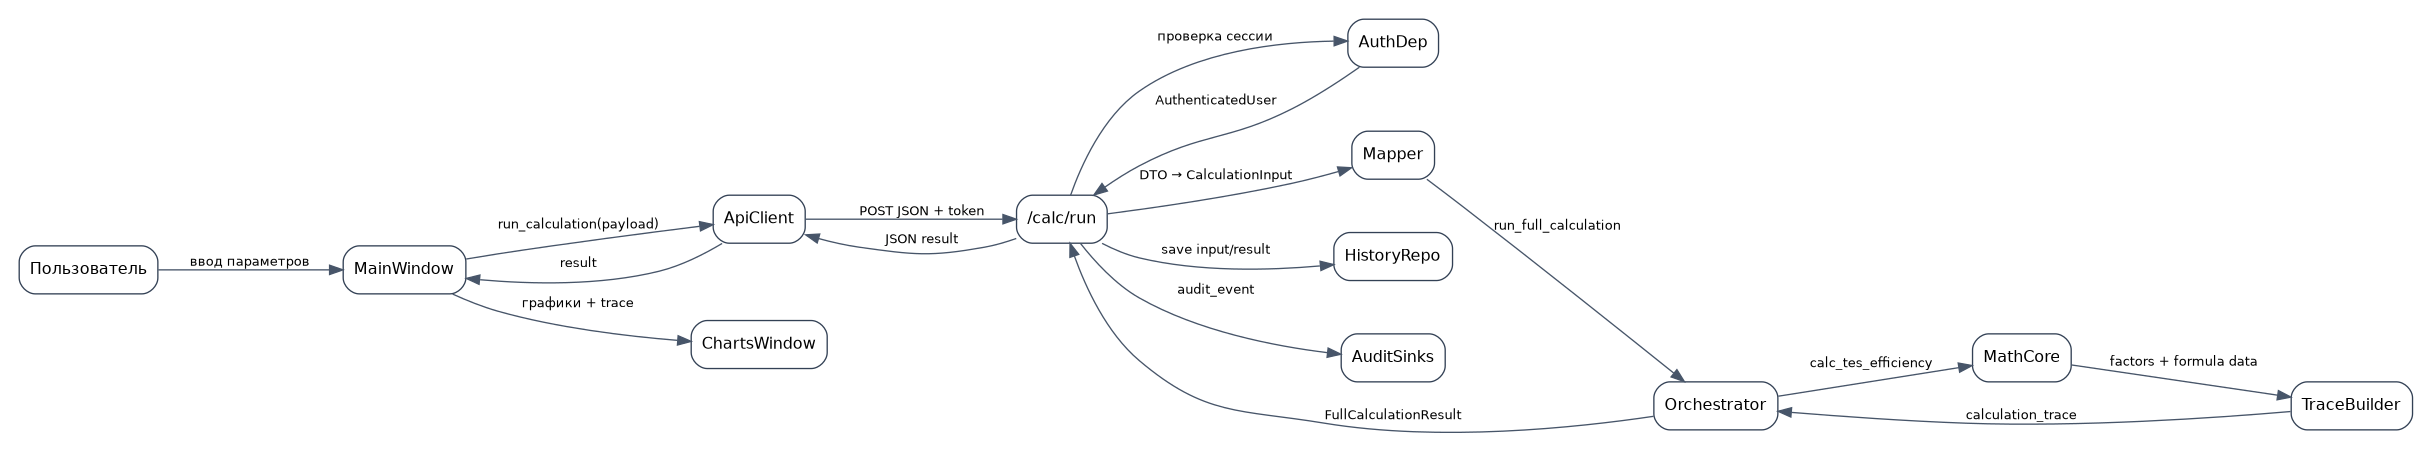 проверка сессии
AuthDep
AuthenticatedUser
Mapper
DTO → CalculationInput
run_calculation(payload)
ApiClient
POST JSON + token
/calc/run
run_full_calculation
JSON result
save input/result
HistoryRepo
Пользователь
ввод параметров
MainWindow
result
audit_event
графики + trace
ChartsWindow
AuditSinks
calc_tes_efficiency
MathCore
factors + formula data
FullCalculationResult
Orchestrator
calculation_trace
TraceBuilder